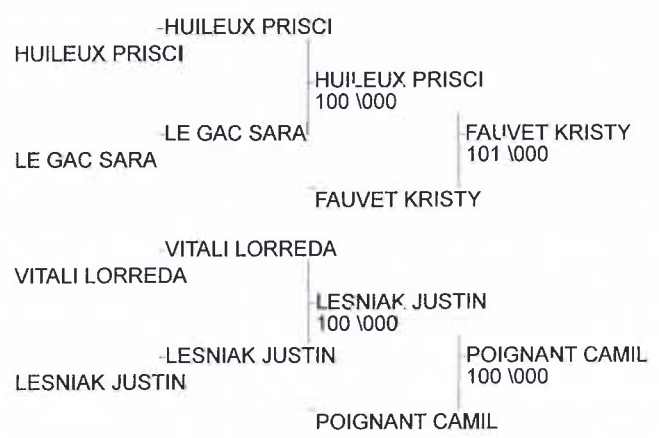 HUILEUX PRISCI
HUILEUX PRISCI
HUILEUX PRISCI
100 \000
LE GAC SARA
FAUVET KRISTY
101 \000
LE GAC SARA
FAUVET KRISTY
VITALI LORREDA
VITALI LORREDA
LESNIAK JUSTIN
100 \000
LESNIAK JUSTIN
POIGNANT CAMIL
100 \000
LESNIAK JUSTIN
POIGNANT CAMIL